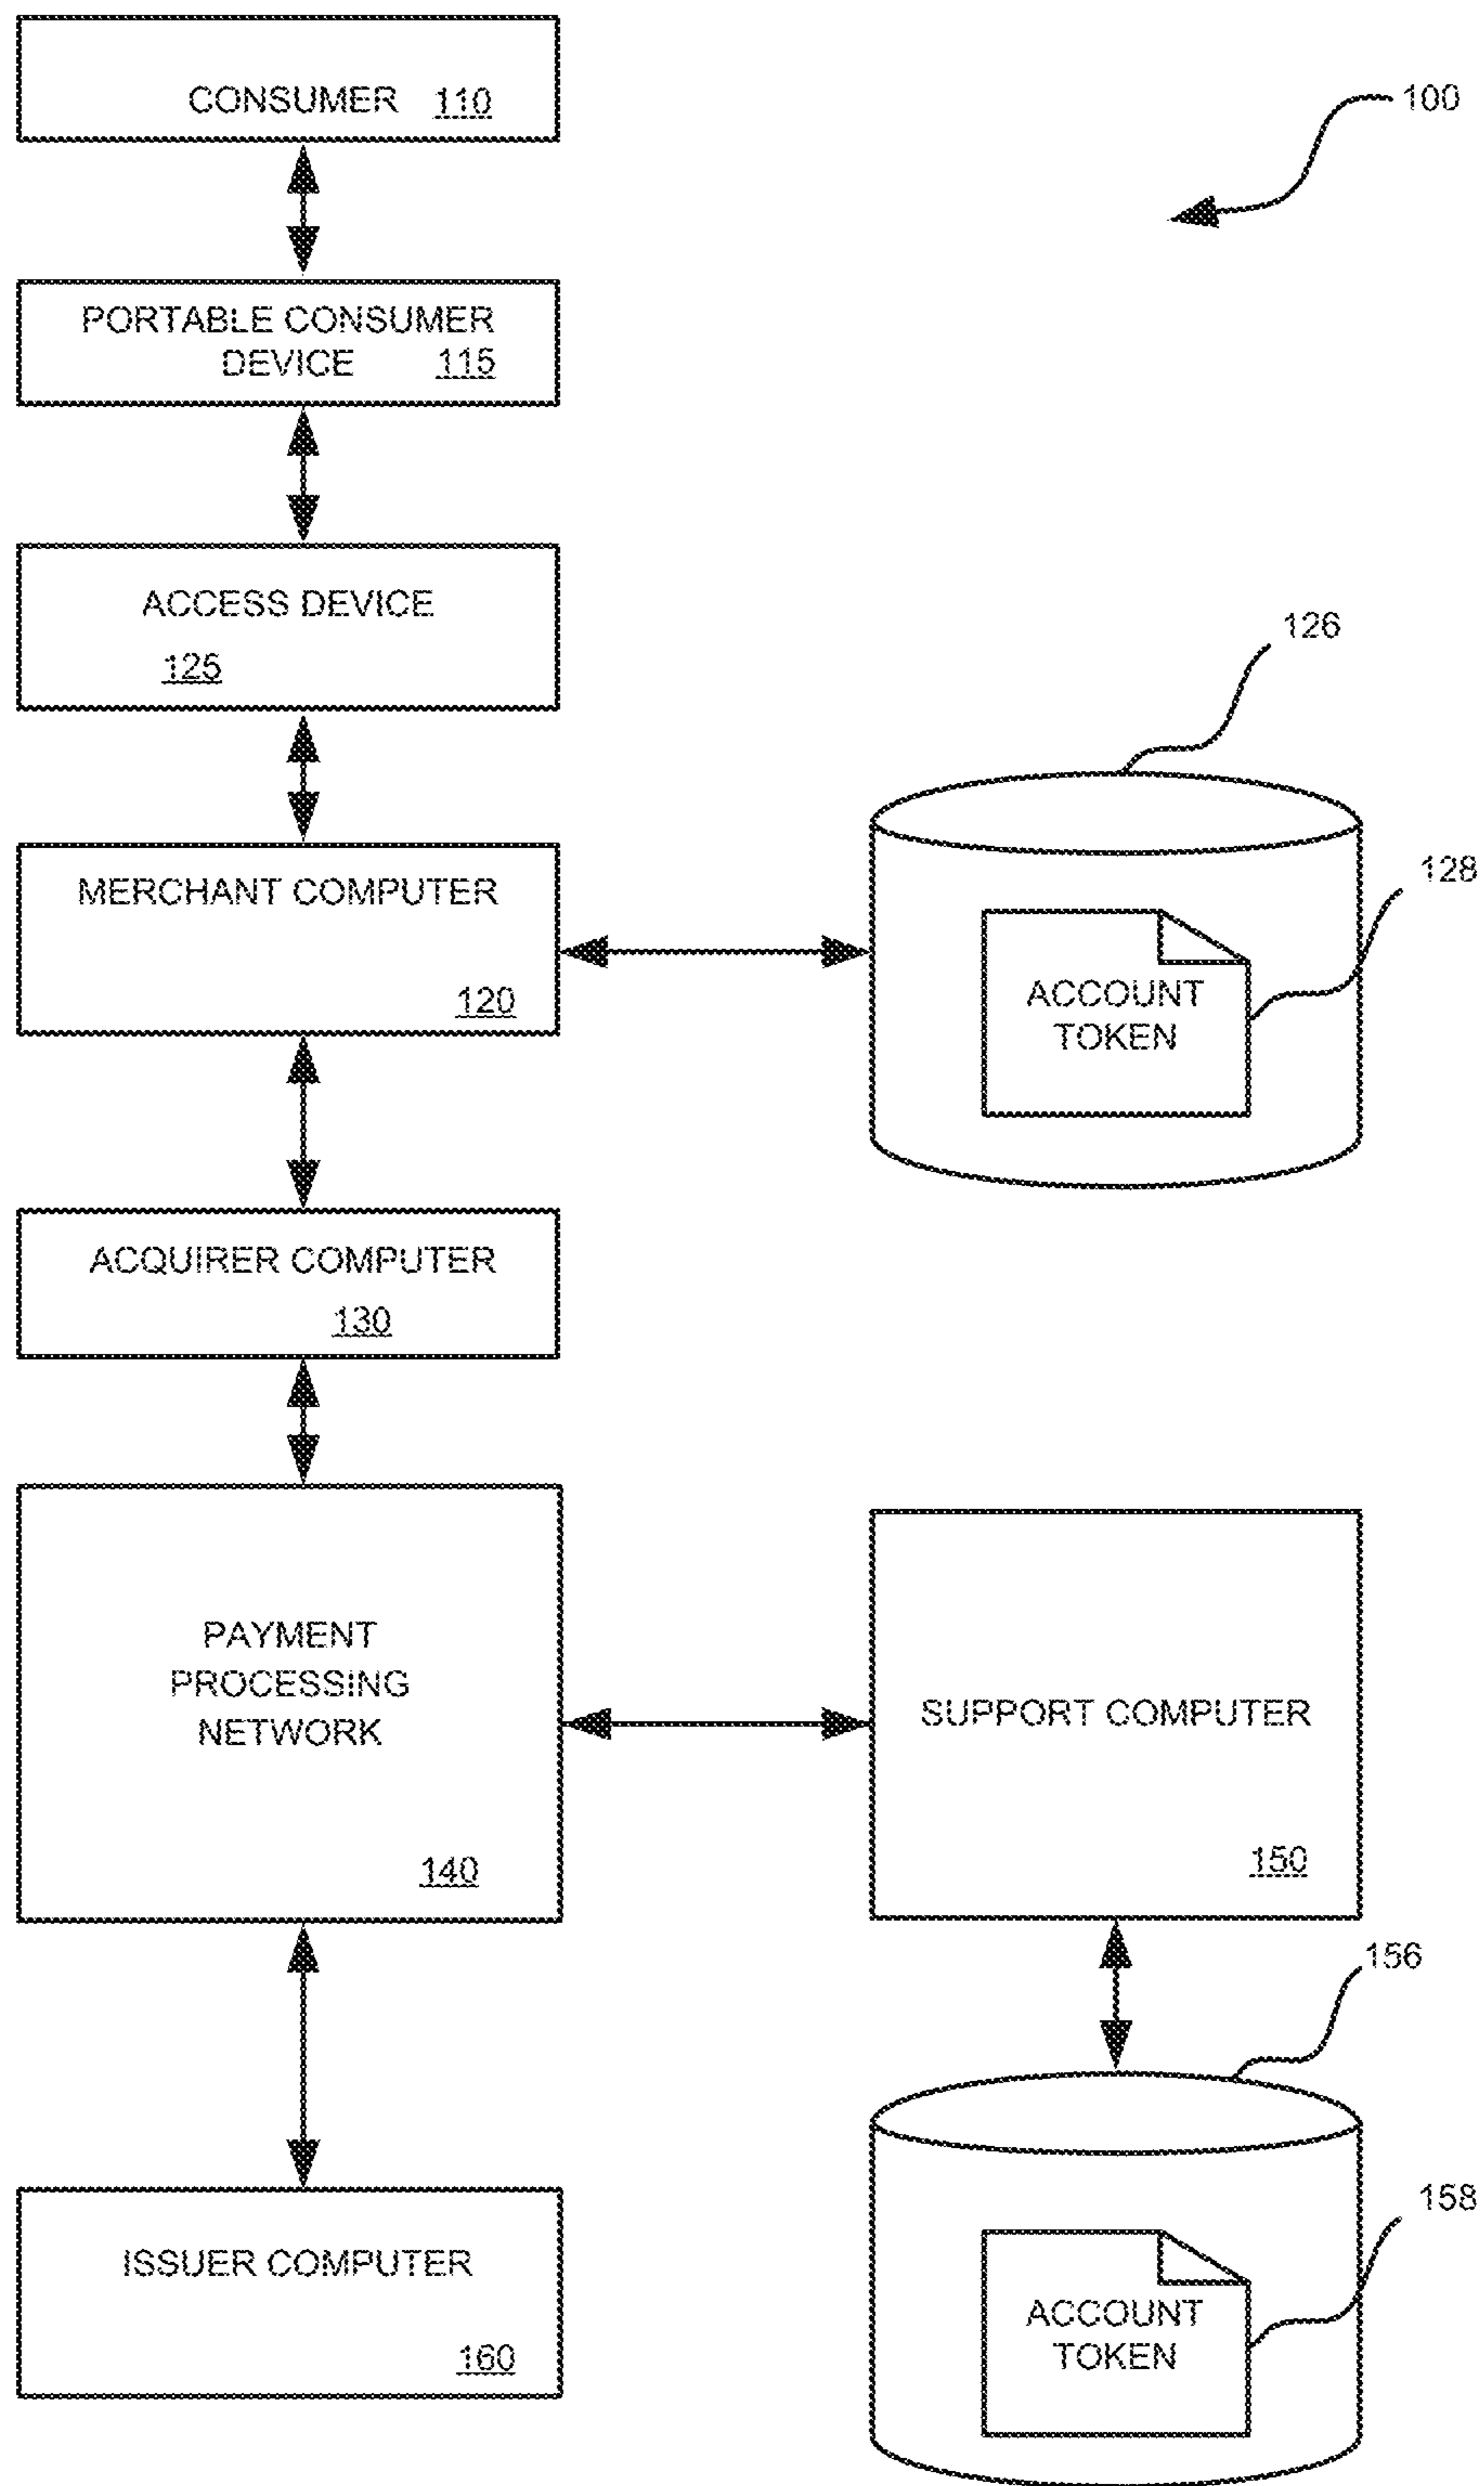 CONSUMER 110
100
PORTABLE CONSUMER
DEVICE 115
ACCESS DEVICE
125
126
MERCHANT COMPUTER
120
128
ACCOUNT
TOKEN
ACQUIRER COMPUTER
130
PAYMENT
PROCESSING
NETWORK
140
SUPPORT COMPUTER
150
156
ISSUER COMPUTER
160
158
ACCOUNT
TOKEN